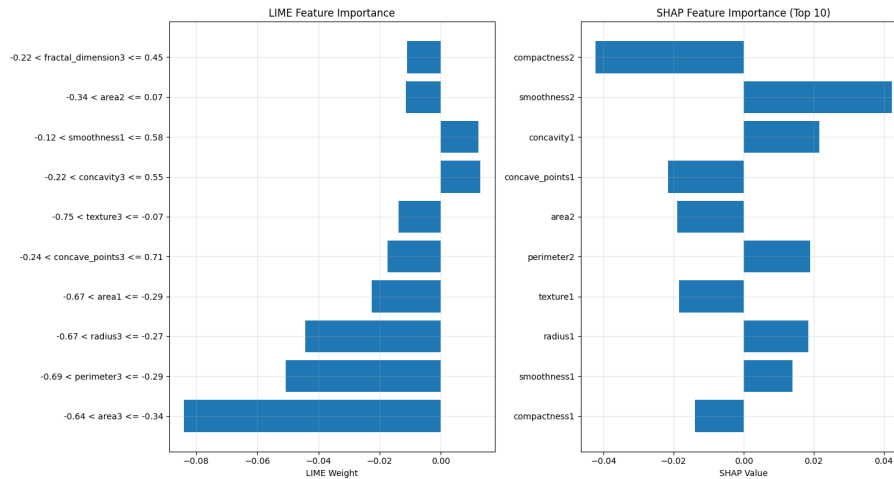 LIME Feature Importance
-0.22 < fractal_dimension3 <= 0.45
-0.34 < area2 <= 0.07
-0.12 < smoothness1 <= 0.58
-0.22 < concavity3 <= 0.55
-0.75 < texture3 <= -0.07
-0.24 < concave_points3 <= 0.71
-0.67 < area1 <= -0.29
-0.67 < radius3 <= -0.27
-0.69 < perimeter3 <= -0.29
-0.64 < area3 <= -0.34
−0.08 −0.06 −0.04 −0.02 0.00
LIME Weight
SHAP Feature Importance (Top 10)
compactness2
smoothness2
concavity1
concave_points1
area2
perimeter2
texture1
radius1
smoothness1
compactness1
−0.04 −0.02 0.00 0.02 0.04
SHAP Value